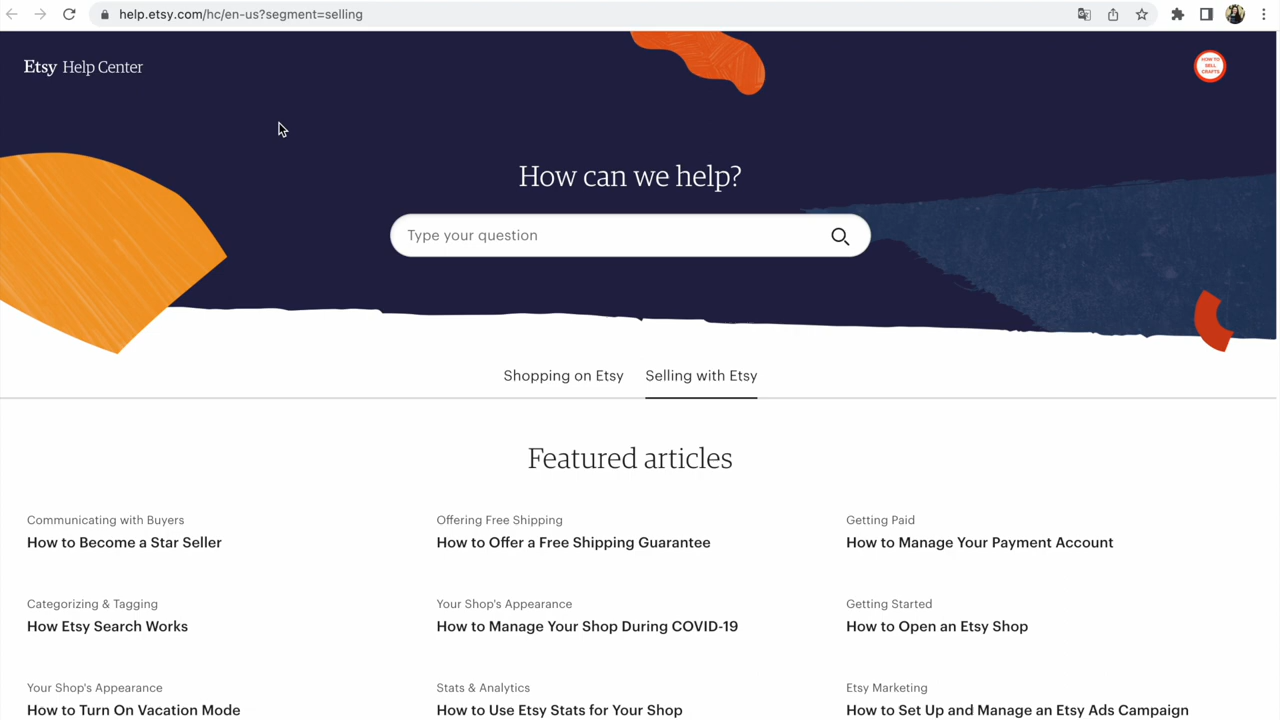 help.etsy.com/hc/en-us?segment=selling
Etsy Help Center
HOW TO
SELL
CRAFTS
How can we help?
Type your question
Shopping on Etsy Selling with Etsy
Featured articles
Communicating with Buyers
How to Become a Star Seller
Offering Free Shipping
How to Offer a Free Shipping Guarantee
Getting Paid
How to Manage Your Payment Account
Categorizing & Tagging
How Etsy Search Works
Your Shop's Appearance
How to Manage Your Shop During COVID-19
Getting Started
How to Open an Etsy Shop
Your Shop's Appearance
How to Turn On Vacation Mode
Stats & Analytics
How to Use Etsy Stats for Your Shop
Etsy Marketing
How to Set Up and Manage an Etsy Ads Campaign